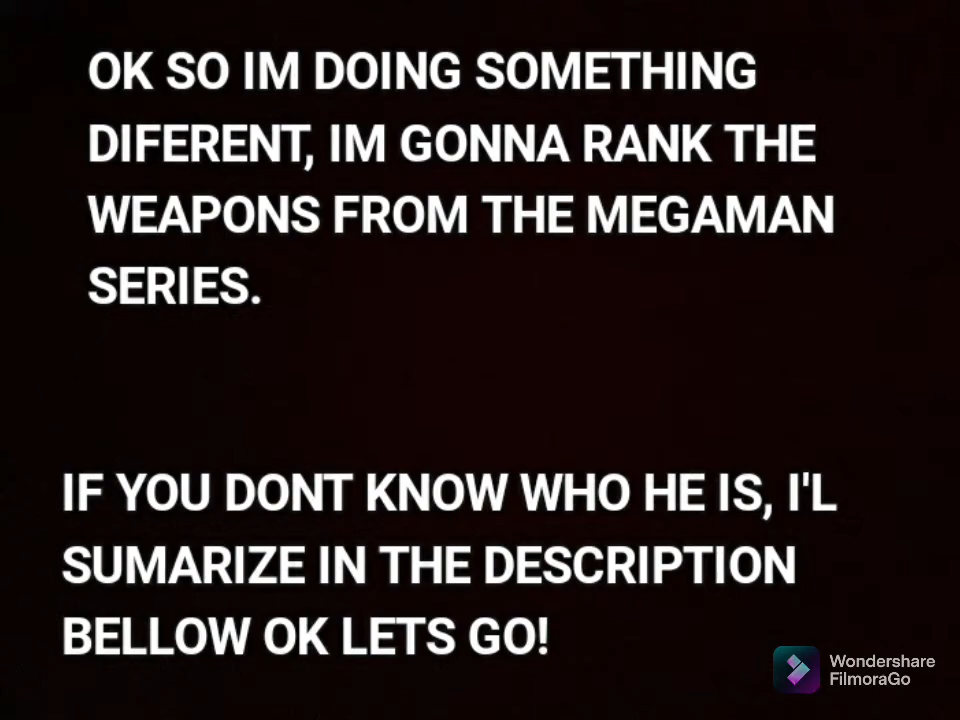 OK SO IM DOING SOMETHING
DIFERENT, IM GONNA RANK THE
WEAPONS FROM THE MEGAMAN
SERIES.
IF YOU DONT KNOW WHO HE IS, I'L
SUMARIZE IN THE DESCRIPTION
BELLOW OK LETS GO!
Wondershare
FilmoraGo